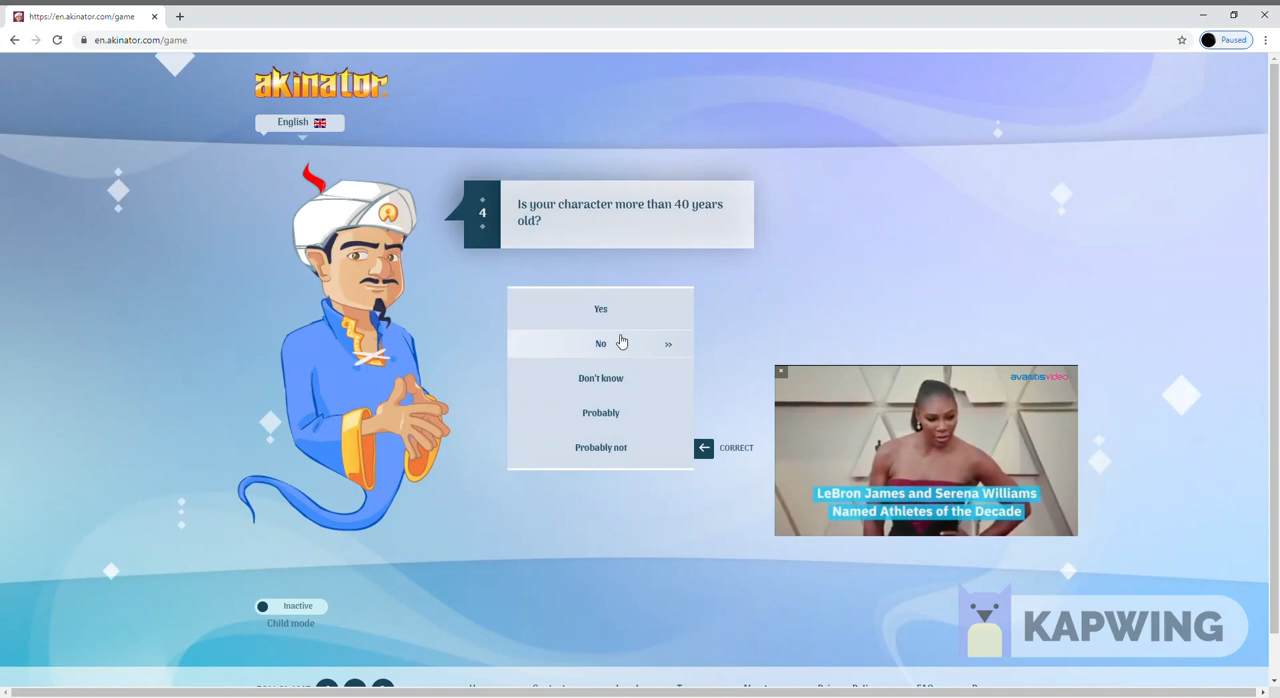 https://en.akinator.com/game
en.akinator.com/game
Paused
akinator
English
4
Is your character more than 40 years
old?
Yes
No
Don't know
Probably
Probably not
CORRECT
avantisvideo
LeBron James and Serena Williams
Named Athletes of the Decade
Inactive
Child mode
KAPWING